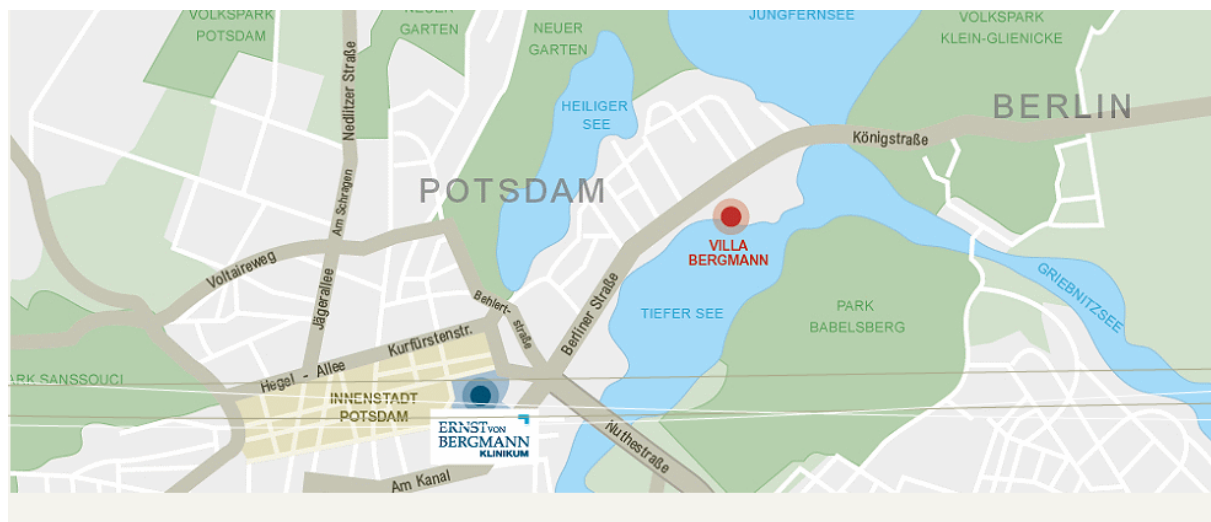 VOLKSPARK
POTSDAM
NEUER
GARTEN
NEUER
GARTEN
JUNGFERNSEE
VOLKSPARK
KLEIN-GLIENICKE
HEILIGER
SEE
BERLIN
Königstraße
Nedlitzer Straße
Am Schragen
POTSDAM
VILLA
BERGMANN
Voltaireweg
Jägerallee
Behlert-
straße
Berliner Straße
TIEFER SEE
PARK
BABELSBERG
GRIEBNITZSEE
Kurfürstenstr.
Hegel - Allee
ARK SANSSOUCI
INNENSTADT
POTSDAM
ERNST VON
BERGMANN
KLINIKUM
Nuthestraße
Am Kanal